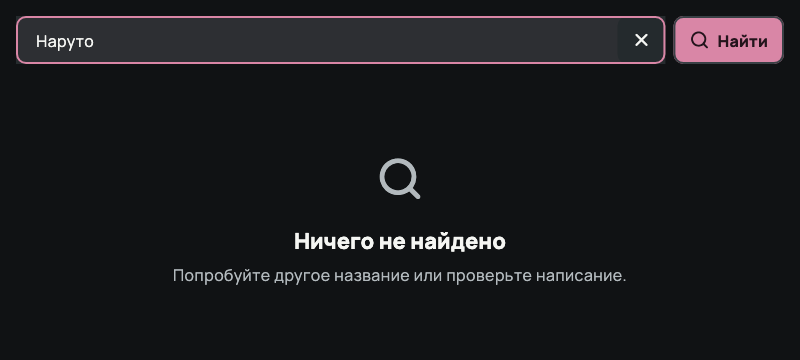 Наруто
Найти
Ничего не найдено
Попробуйте другое название или проверьте написание.